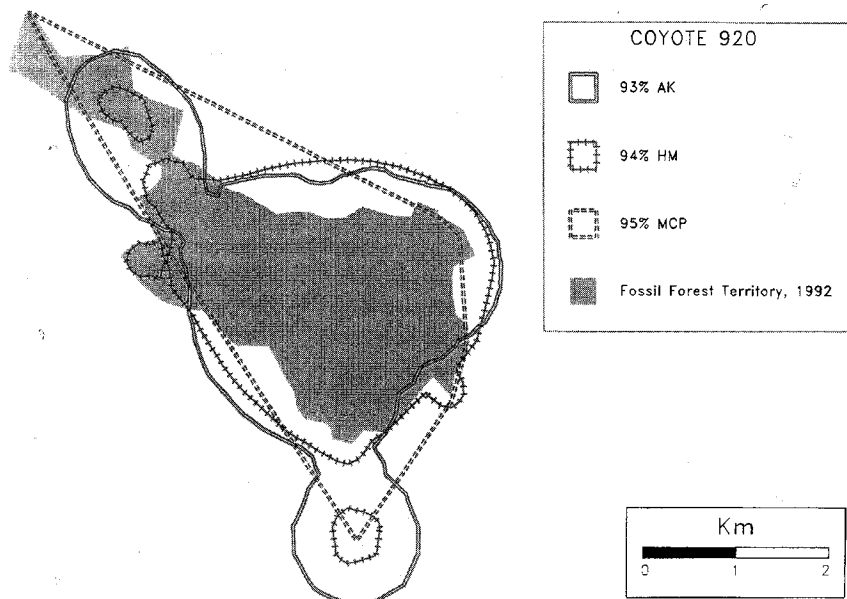 COYOTE 920
93% AK
94% HM
95% MCP
Fossil Forest Territory, 1992
Km
0 1 2